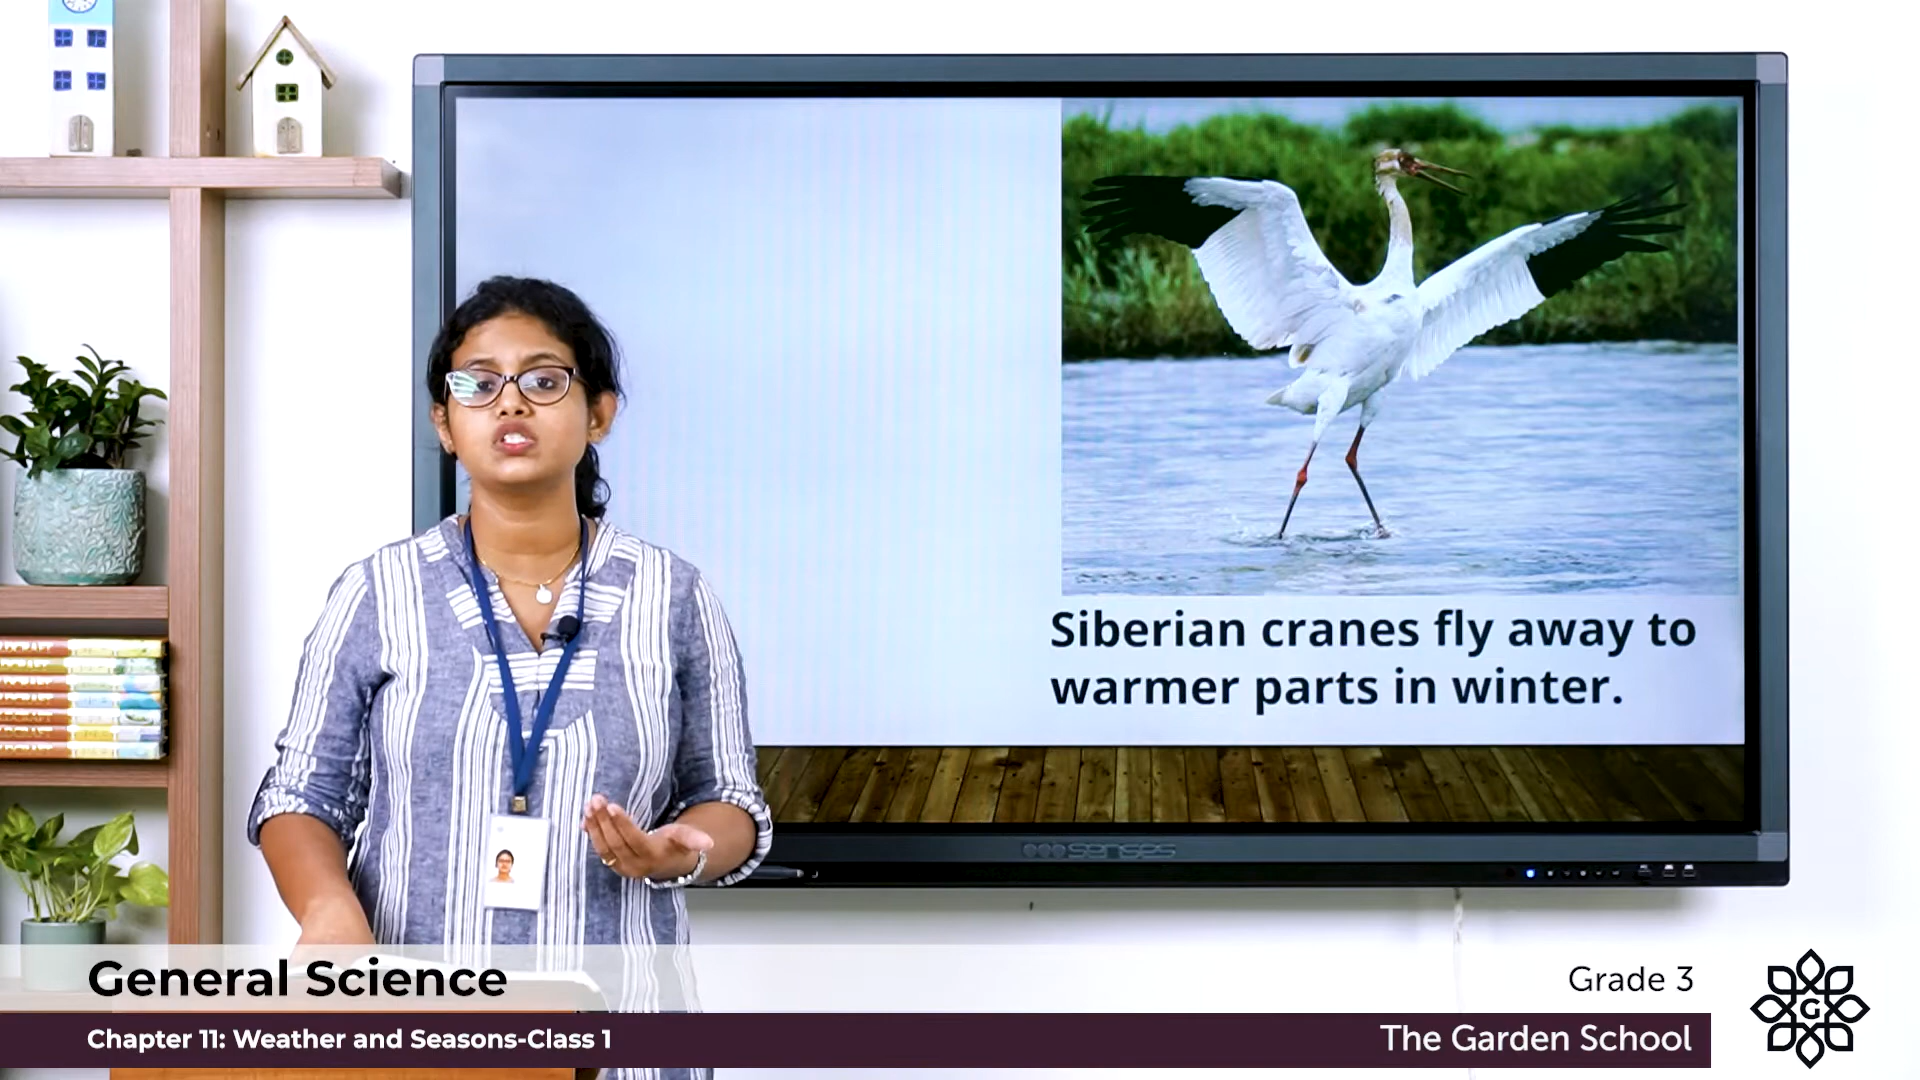 Siberian cranes fly away to
warmer parts in winter.
senses
General Science
Grade 3
Chapter 11: Weather and Seasons-Class 1
The Garden School
G